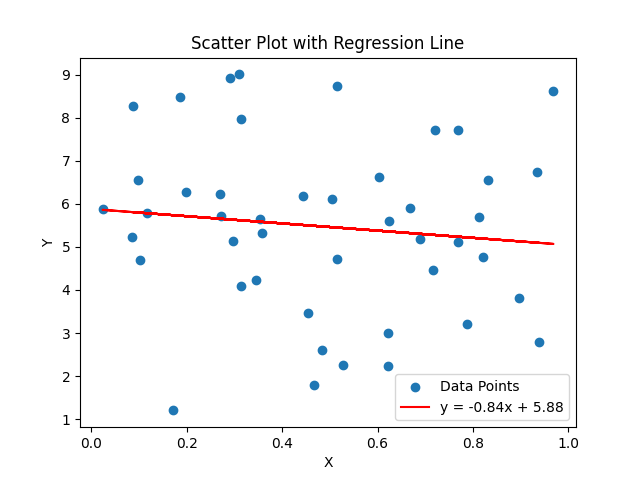 Scatter Plot with Regression Line
9
8
7
6
5
4
3
2
1
Y
Data Points
y = -0.84x + 5.88
0.0 0.2 0.4 0.6 0.8 1.0
X